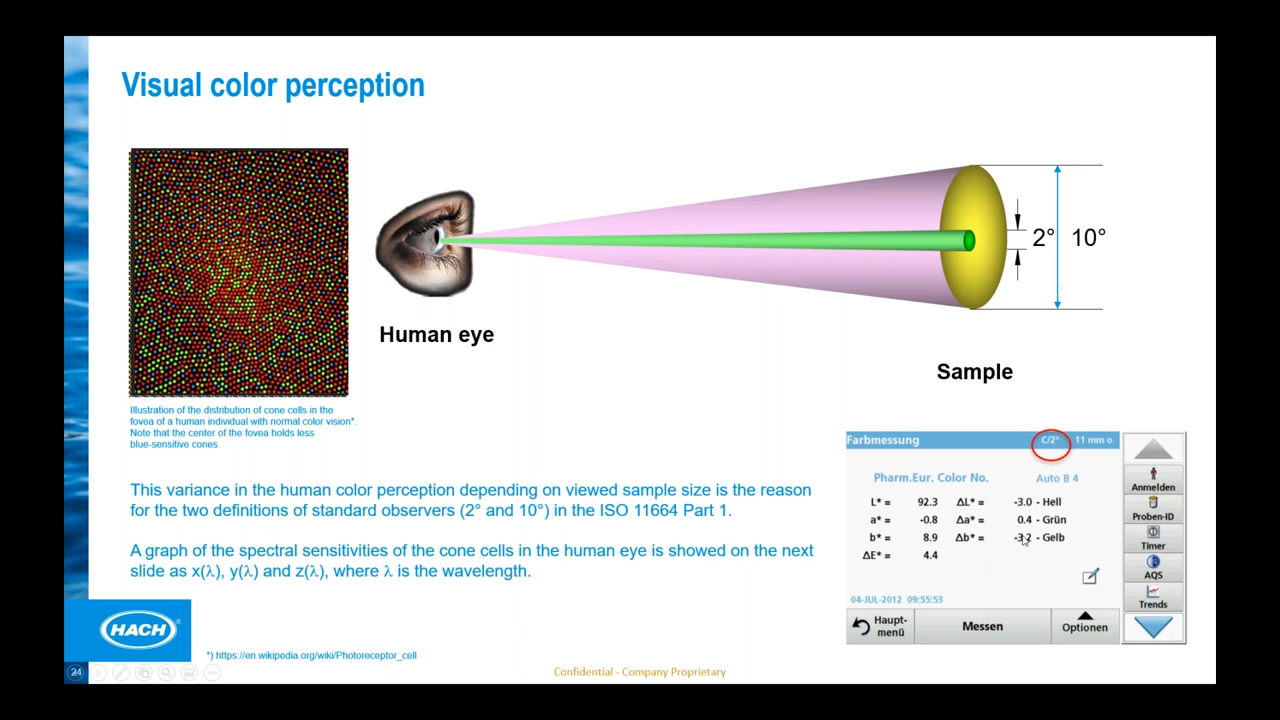 Visual color perception
2°
10°
Human eye
Sample
Illustration of the distribution of cone cells in the
fovea of a human individual with normal color vision*.
Note that the center of the fovea holds less
blue-sensitive cones.
This variance in the human color perception depending on viewed sample size is the reason
for the two definitions of standard observers (2° and 10°) in the ISO 11664 Part 1.
A graph of the spectral sensitivities of the cone cells in the human eye is showed on the next
slide as x(λ), y(λ) and z(λ), where λ is the wavelength.
Farbmessung C/2° 11 mm o
Pharm.Eur. Color No. Auto B 4
L* = 92.3 ΔL* = -3.0 - Hell
a* = -0.8 Δa* = 0.4 - Grün
b* = 8.9 Δb* = -3.2 - Gelb
ΔE* = 4.4
04-JUL-2012 09:55:53
Haupt-
menü
Messen
Optionen
Anmelden
Proben-ID
Timer
AQS
Trends
HACH
*) https://en.wikipedia.org/wiki/Photoreceptor_cell
24
Confidential - Company Proprietary